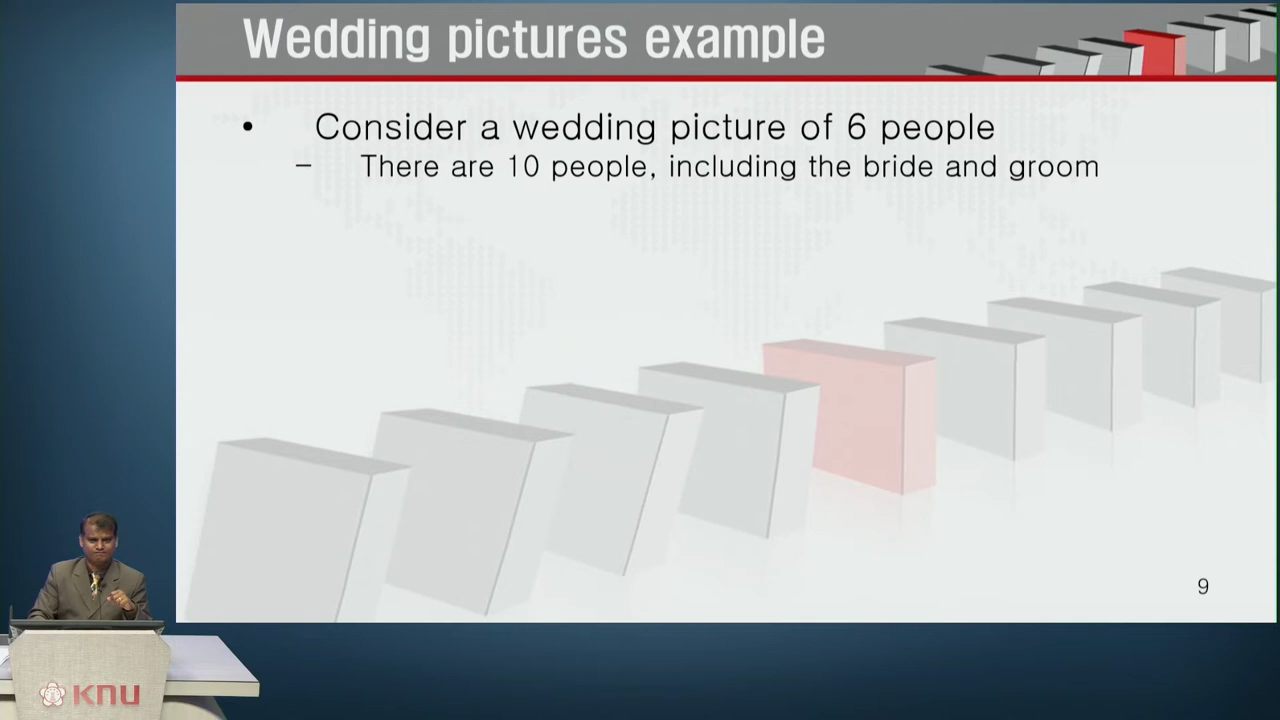 Wedding pictures example
• Consider a wedding picture of 6 people
– There are 10 people, including the bride and groom
9
KNU